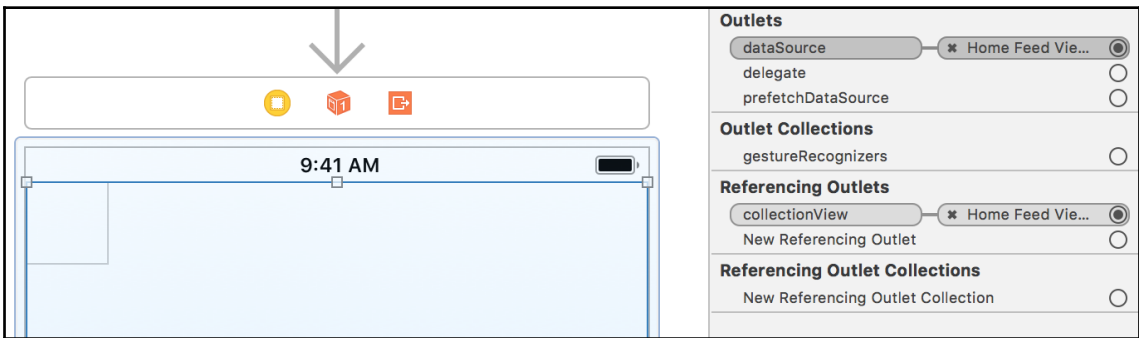 9:41 AM
Outlets
dataSource
✖ Home Feed Vie...
delegate
prefetchDataSource
Outlet Collections
gestureRecognizers
Referencing Outlets
collectionView
✖ Home Feed Vie...
New Referencing Outlet
Referencing Outlet Collections
New Referencing Outlet Collection